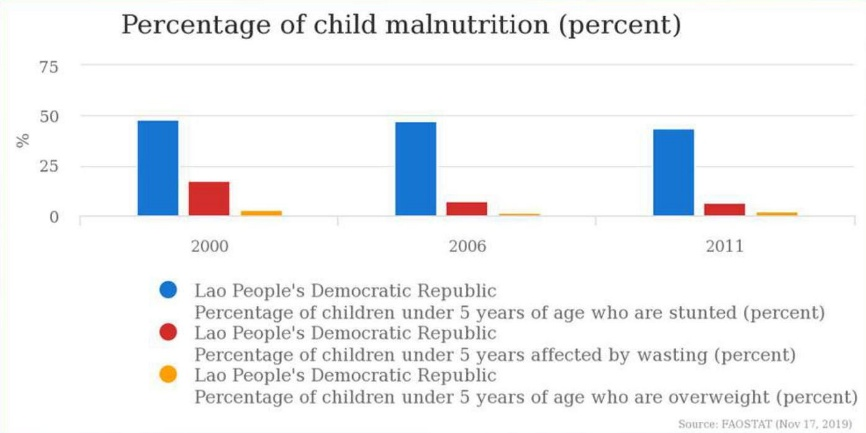 Percentage of child malnutrition (percent)
75
50
25
0
%
2000 2006 2011
Lao People's Democratic Republic
Percentage of children under 5 years of age who are stunted (percent)
Lao People's Democratic Republic
Percentage of children under 5 years affected by wasting (percent)
Lao People's Democratic Republic
Percentage of children under 5 years of age who are overweight (percent)
Source: FAOSTAT (Nov 17, 2019)